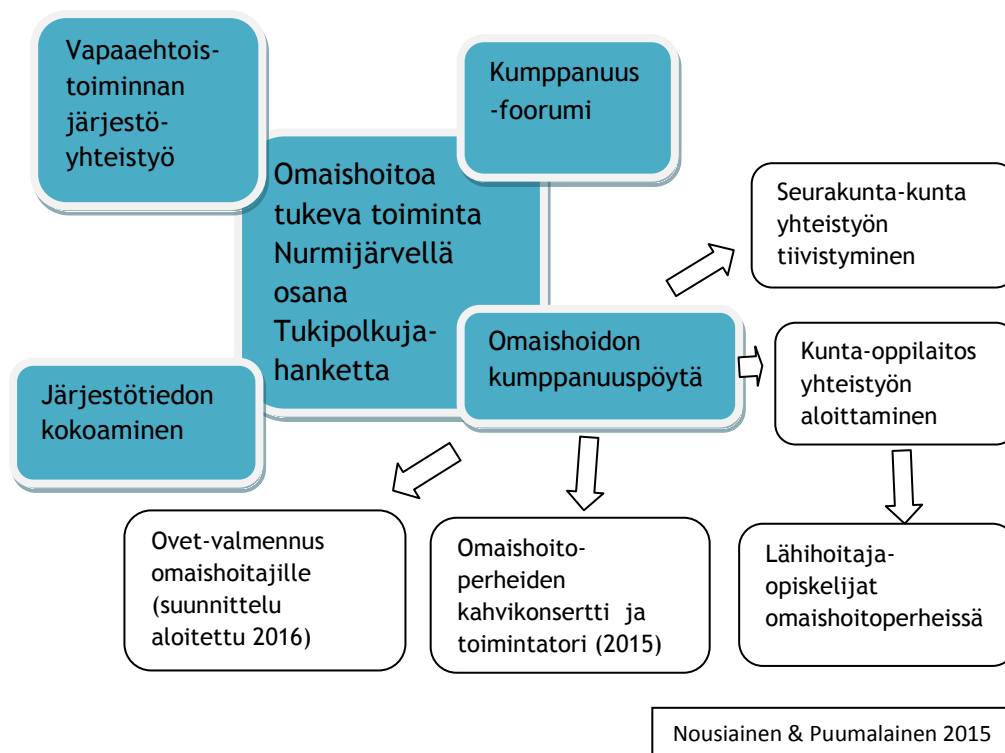 Vapaaehtois-
toiminnan
järjestö-
yhteistyö
Kumppanuus
-foorumi
Omaishoitoa
tukeva toiminta
Nurmijärvellä
osana
Tukipolkuja-
hanketta
Seurakunta-kunta
yhteistyön
tiivistyminen
Omaishoidon
kumppanuuspöytä
Kunta-oppilaitos
yhteistyön
aloittaminen
Järjestötiedon
kokoaminen
Ovet-valmennus
omaishoitajille
(suunnittelu
aloitettu 2016)
Omaishoito-
perheiden
kahvikonsertti ja
toimintatori (2015)
Lähihoitaja-
opiskelijat
omaishoitoperheissä
Nousiainen & Puumalainen 2015